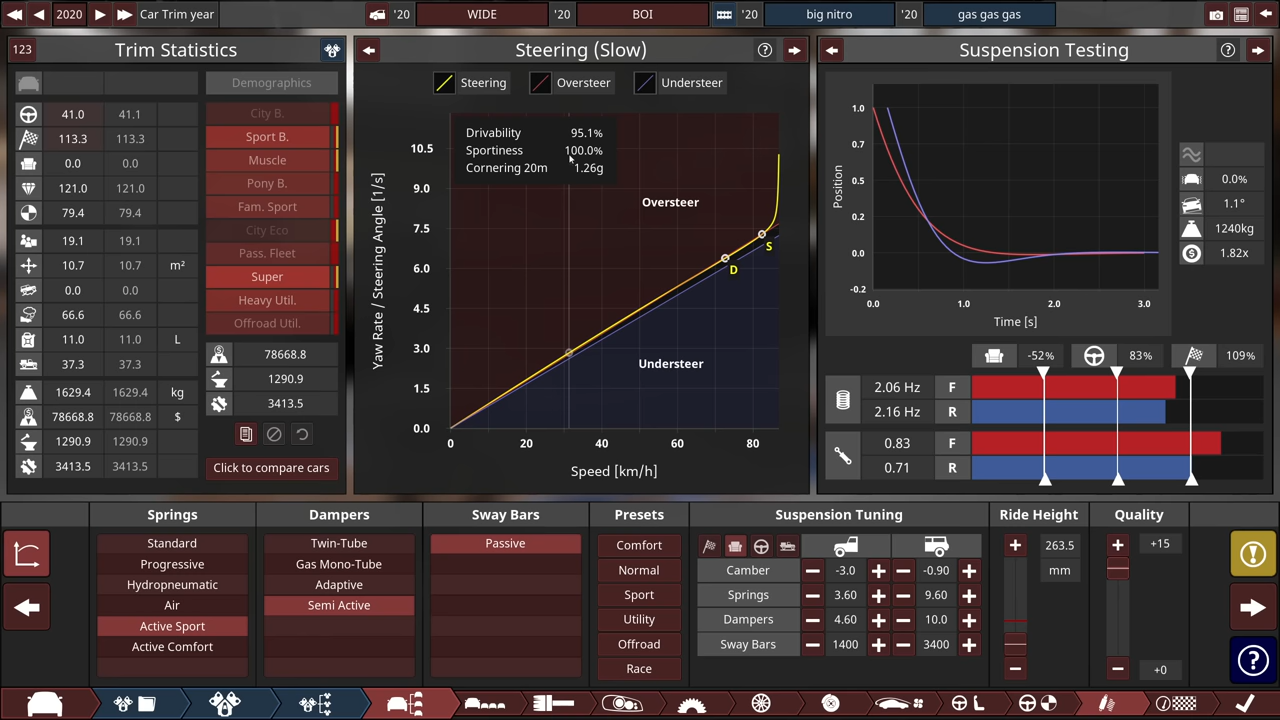 2020 Car Trim year '20 WIDE '20 BOI '20 big nitro '20 gas gas gas
123 Trim Statistics
41.0 41.1
113.3 113.3
0.0 0.0
121.0 121.0
79.4 79.4
19.1 19.1
10.7 10.7 m²
0.0 0.0
66.6 66.6
11.0 11.0 L
37.3 37.3
1629.4 1629.4 kg
78668.8 78668.8 $
1290.9 1290.9
3413.5 3413.5
Demographics
City B.
Sport B.
Muscle
Pony B.
Fam. Sport
City Eco
Pass. Fleet
Super
Heavy Util.
Offroad Util.
78668.8
1290.9
3413.5
Click to compare cars
Steering (Slow) ?
Steering Oversteer Understeer
Drivability 95.1%
Sportiness 100.0%
Cornering 20m 1.26g
Yaw Rate / Steering Angle [1/s]
10.5
9.0
7.5
6.0
4.5
3.0
1.5
0.0
Oversteer
S
D
Understeer
0 20 40 60 80
Speed [km/h]
Suspension Testing ?
Position
1.0
0.7
0.5
0.2
0.0
-0.2
0.0 1.0 2.0 3.0
Time [s]
0.0%
1.1°
1240kg
1.82x
-52% 83% 109%
2.06 Hz F
2.16 Hz R
0.83 F
0.71 R
Springs
Standard
Progressive
Hydropneumatic
Air
Active Sport
Active Comfort
Dampers
Twin-Tube
Gas Mono-Tube
Adaptive
Semi Active
Sway Bars
Passive
Presets
Comfort
Normal
Sport
Utility
Offroad
Race
Suspension Tuning
Camber -3.0 -0.90
Springs 3.60 9.60
Dampers 4.60 10.0
Sway Bars 1400 3400
Ride Height
263.5
mm
Quality
+15
+0
?